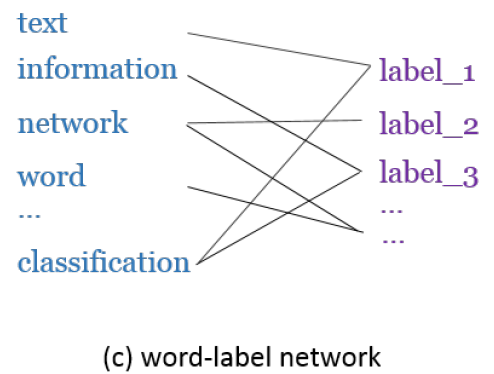 text
information
network
word
...
classification
label_1
label_2
label_3
...
...
(c) word-label network